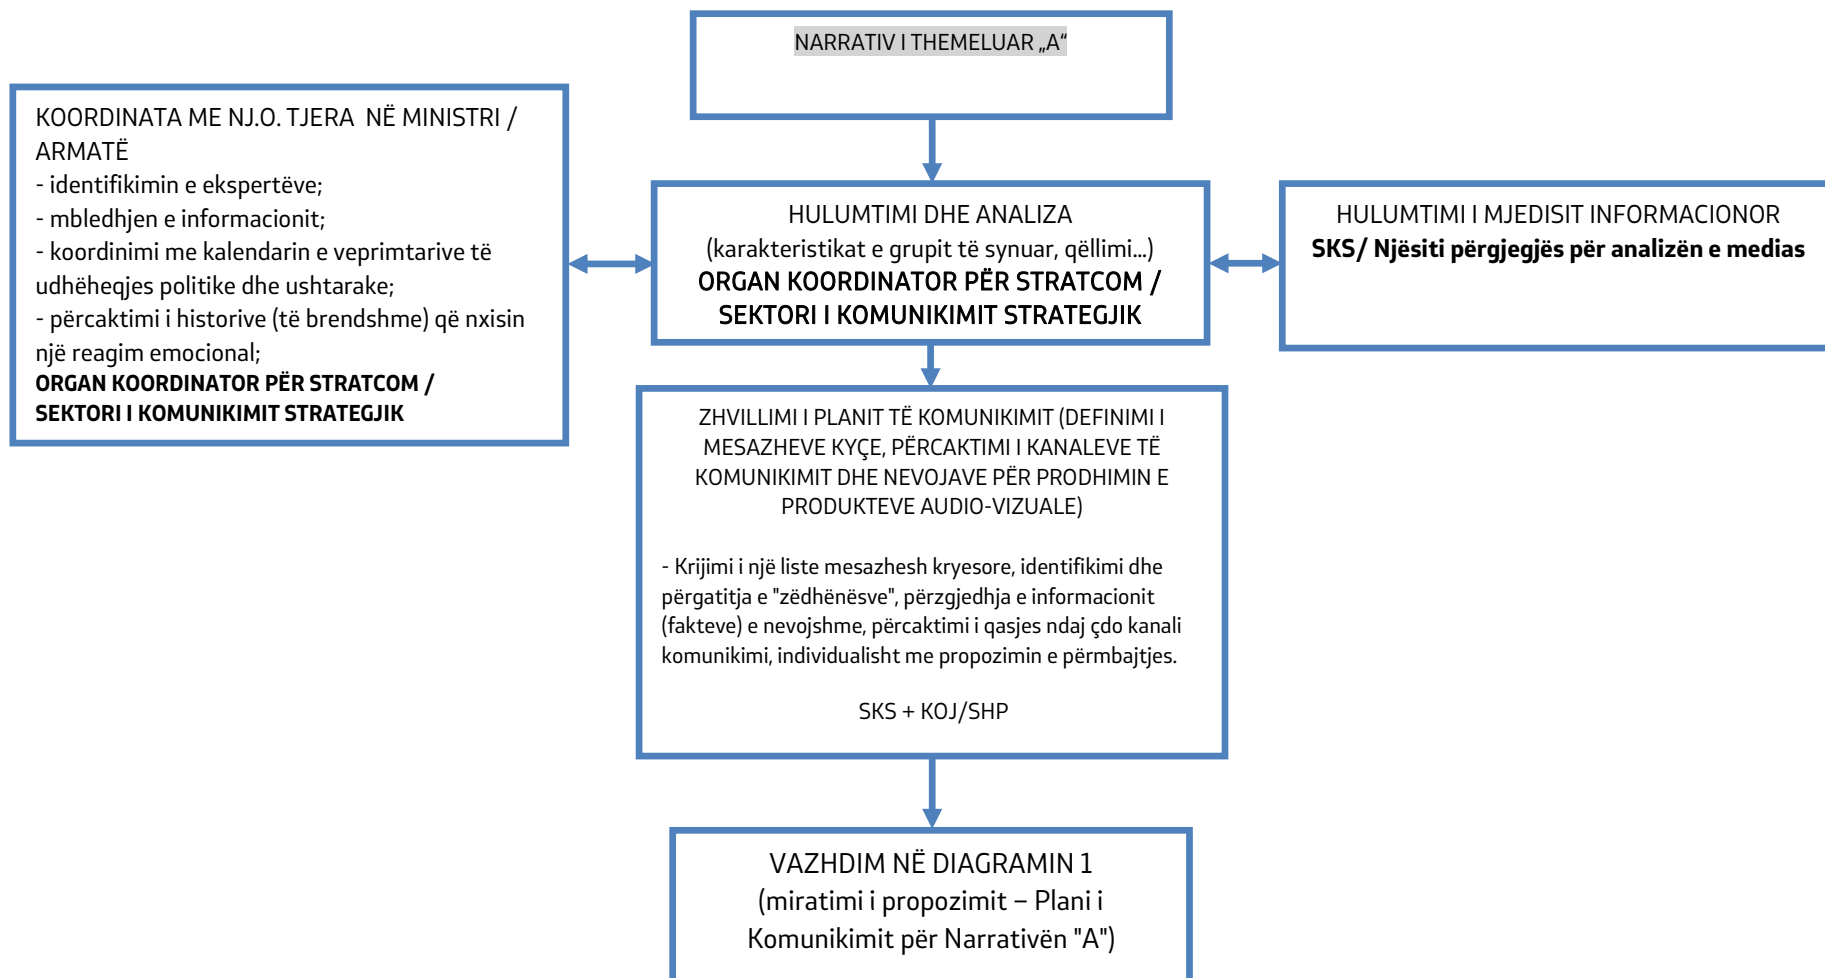 NARRATIV I THEMELUAR „A“
KOORDINATA ME NJ.O. TJERA NË MINISTRI /
ARMATË
- identifikimin e ekspertëve;
- mbledhjen e informacionit;
- koordinimi me kalendarin e veprimtarive të
udhëheqjes politike dhe ushtarake;
- përcaktimi i historive (të brendshme) që nxisin
një reagim emocional;
ORGAN KOORDINATOR PËR STRATCOM /
SEKTORI I KOMUNIKIMIT STRATEGJIK
HULUMTIMI DHE ANALIZA
(karakteristikat e grupit të synuar, qëllimi...)
ORGAN KOORDINATOR PËR STRATCOM /
SEKTORI I KOMUNIKIMIT STRATEGJIK
HULUMTIMI I MJEDISIT INFORMACIONOR
SKS/ Njësiti përgjegjës për analizën e medias
ZHVILLIMI I PLANIT TË KOMUNIKIMIT (DEFINIMI I
MESAZHEVE KYÇE, PËRCAKTIMI I KANALEVE TË
KOMUNIKIMIT DHE NEVOJAVE PËR PRODHIMIN E
PRODUKTEVE AUDIO-VIZUALE)
- Krijimi i një liste mesazhesh kryesore, identifikimi dhe
përgatitja e "zëdhënësve", përzgjedhja e informacionit
(fakteve) e nevojshme, përcaktimi i qasjes ndaj çdo kanali
komunikimi, individualisht me propozimin e përmbajtjes.
SKS + KOJ/SHP
VAZHDIM NË DIAGRAMIN 1
(miratimi i propozimit – Plani i
Komunikimit për Narrativën "A")